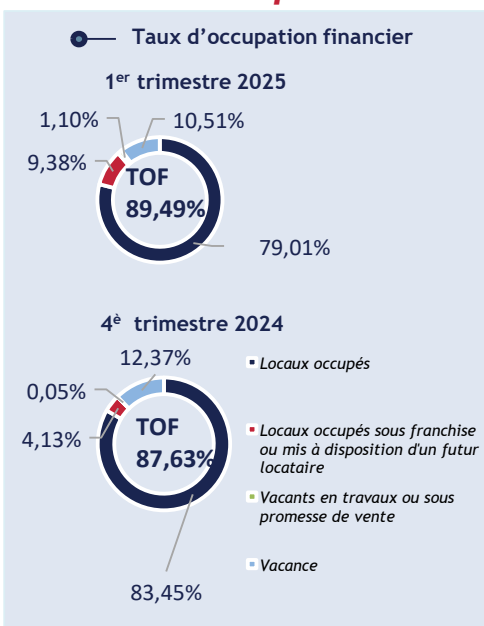 Taux d’occupation financier
1er trimestre 2025
1,10%
10,51%
9,38%
TOF
89,49%
79,01%
4è trimestre 2024
12,37%
0,05%
4,13%
TOF
87,63%
83,45%
Locaux occupés
Locaux occupés sous franchise
ou mis à disposition d'un futur
locataire
Vacants en travaux ou sous
promesse de vente
Vacance